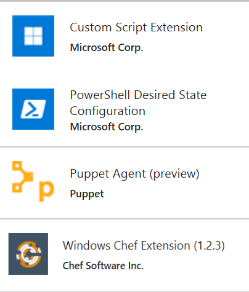 Custom Script Extension
Microsoft Corp.
PowerShell Desired State
Configuration
Microsoft Corp.
Puppet Agent (preview)
Puppet
Windows Chef Extension (1.2.3)
Chef Software Inc.